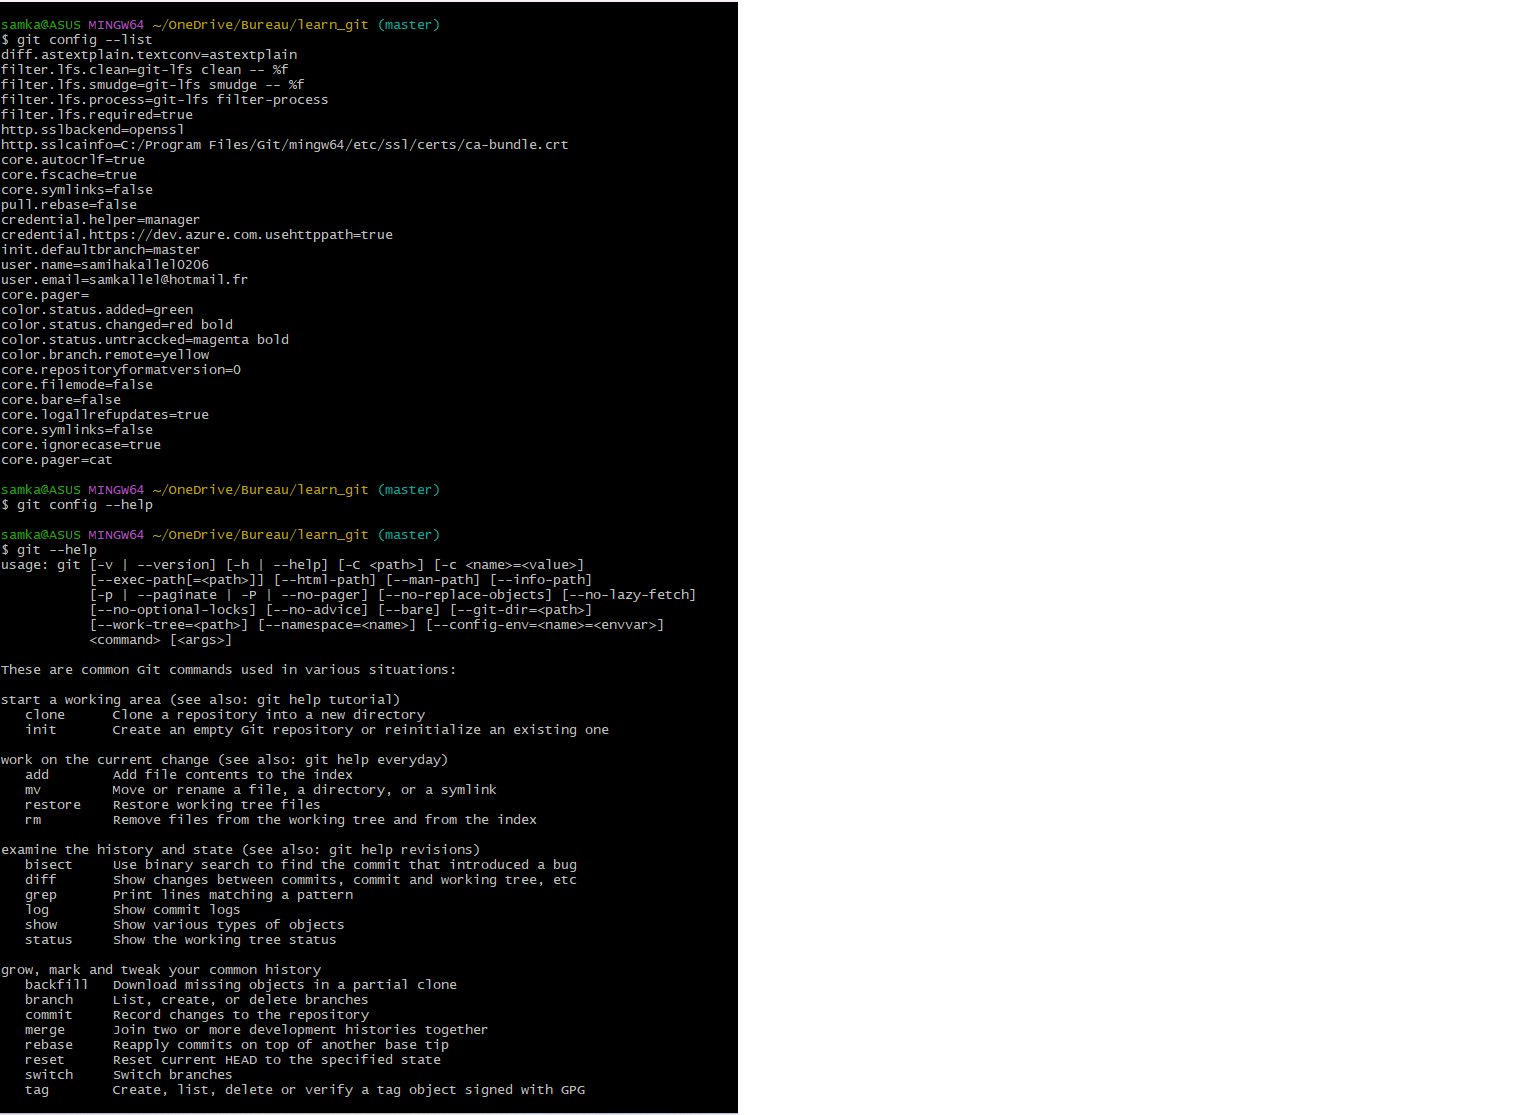 samka@ASUS MINGW64 ~/OneDrive/Bureau/learn_git (master)
$ git config --list
diff.astextplain.textconv=astextplain
filter.lfs.clean=git-lfs clean -- %f
filter.lfs.smudge=git-lfs smudge -- %f
filter.lfs.process=git-lfs filter-process
filter.lfs.required=true
http.sslbackend=openssl
http.sslcainfo=C:/Program Files/Git/mingw64/etc/ssl/certs/ca-bundle.crt
core.autocrlf=true
core.fscache=true
core.symlinks=false
pull.rebase=false
credential.helper=manager
credential.https://dev.azure.com.usehttppath=true
init.defaultbranch=master
user.name=samihakallel0206
user.email=samkallel@hotmail.fr
core.pager=
color.status.added=green
color.status.changed=red bold
color.status.untraccked=magenta bold
color.branch.remote=yellow
core.repositoryformatversion=0
core.filemode=false
core.bare=false
core.logallrefupdates=true
core.symlinks=false
core.ignorecase=true
core.pager=cat
samka@ASUS MINGW64 ~/OneDrive/Bureau/learn_git (master)
$ git config --help
samka@ASUS MINGW64 ~/OneDrive/Bureau/learn_git (master)
$ git --help
usage: git [-v | --version] [-h | --help] [-C <path>] [-c <name>=<value>]
[--exec-path[=<path>]] [--html-path] [--man-path] [--info-path]
[-p | --paginate | -P | --no-pager] [--no-replace-objects] [--no-lazy-fetch]
[--no-optional-locks] [--no-advice] [--bare] [--git-dir=<path>]
[--work-tree=<path>] [--namespace=<name>] [--config-env=<name>=<envvar>]
<command> [<args>]
These are common Git commands used in various situations:
start a working area (see also: git help tutorial)
clone Clone a repository into a new directory
init Create an empty Git repository or reinitialize an existing one
work on the current change (see also: git help everyday)
add Add file contents to the index
mv Move or rename a file, a directory, or a symlink
restore Restore working tree files
rm Remove files from the working tree and from the index
examine the history and state (see also: git help revisions)
bisect Use binary search to find the commit that introduced a bug
diff Show changes between commits, commit and working tree, etc
grep Print lines matching a pattern
log Show commit logs
show Show various types of objects
status Show the working tree status
grow, mark and tweak your common history
backfill Download missing objects in a partial clone
branch List, create, or delete branches
commit Record changes to the repository
merge Join two or more development histories together
rebase Reapply commits on top of another base tip
reset Reset current HEAD to the specified state
switch Switch branches
tag Create, list, delete or verify a tag object signed with GPG